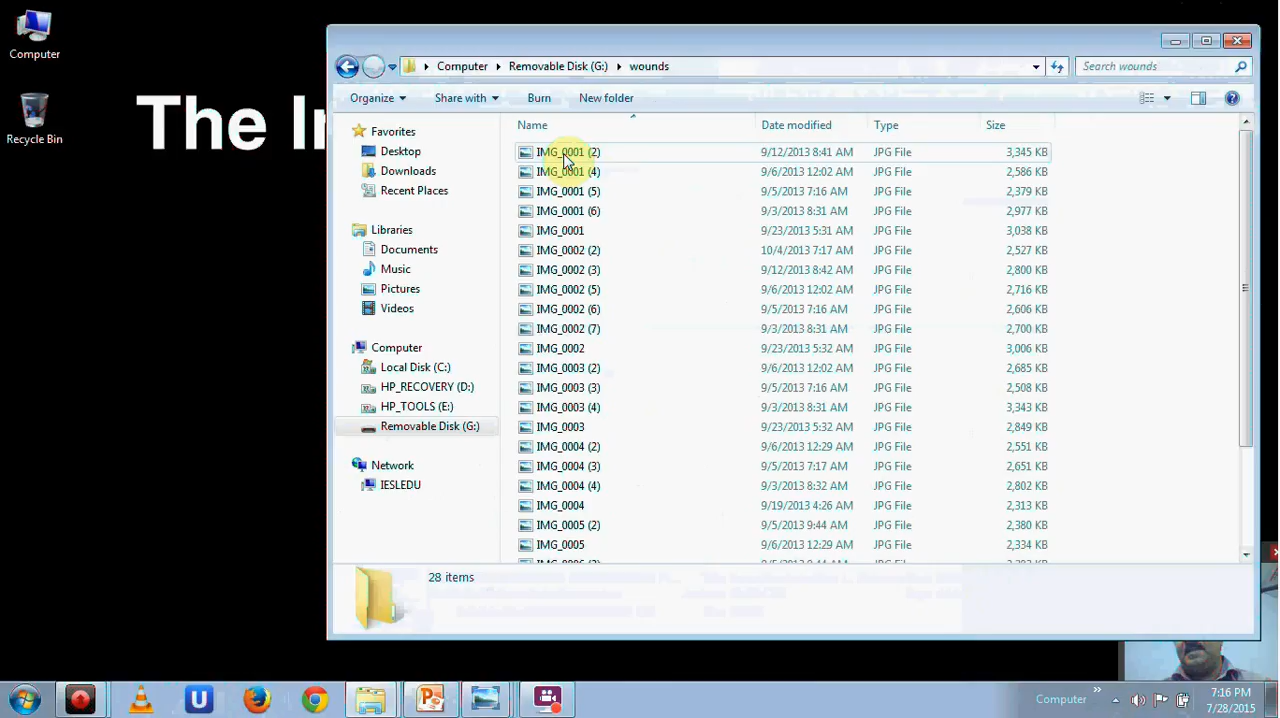 Computer
Recycle Bin
The I
Computer
Removable Disk (G:)
wounds
Search wounds
Organize
Share with
Burn
New folder
Favorites
Desktop
Downloads
Recent Places
Libraries
Documents
Music
Pictures
Videos
Computer
Local Disk (C:)
HP_RECOVERY (D:)
HP_TOOLS (E:)
Removable Disk (G:)
Network
IESLEDU
Name Date modified Type Size
IMG_0001 (2) 9/12/2013 8:41 AM JPG File 3,345 KB
IMG_0001 (4) 9/6/2013 12:02 AM JPG File 2,586 KB
IMG_0001 (5) 9/5/2013 7:16 AM JPG File 2,379 KB
IMG_0001 (6) 9/3/2013 8:31 AM JPG File 2,977 KB
IMG_0001 9/23/2013 5:31 AM JPG File 3,038 KB
IMG_0002 (2) 10/4/2013 7:17 AM JPG File 2,527 KB
IMG_0002 (3) 9/12/2013 8:42 AM JPG File 2,800 KB
IMG_0002 (5) 9/6/2013 12:02 AM JPG File 2,716 KB
IMG_0002 (6) 9/5/2013 7:16 AM JPG File 2,606 KB
IMG_0002 (7) 9/3/2013 8:31 AM JPG File 2,700 KB
IMG_0002 9/23/2013 5:32 AM JPG File 3,006 KB
IMG_0003 (2) 9/6/2013 12:02 AM JPG File 2,685 KB
IMG_0003 (3) 9/5/2013 7:16 AM JPG File 2,508 KB
IMG_0003 (4) 9/3/2013 8:31 AM JPG File 3,343 KB
IMG_0003 9/23/2013 5:32 AM JPG File 2,849 KB
IMG_0004 (2) 9/6/2013 12:29 AM JPG File 2,551 KB
IMG_0004 (3) 9/5/2013 7:17 AM JPG File 2,651 KB
IMG_0004 (4) 9/3/2013 8:32 AM JPG File 2,802 KB
IMG_0004 9/19/2013 4:26 AM JPG File 2,313 KB
IMG_0005 (2) 9/5/2013 9:44 AM JPG File 2,380 KB
IMG_0005 9/6/2013 12:29 AM JPG File 2,334 KB
28 items
Computer
7:16 PM
7/28/2015